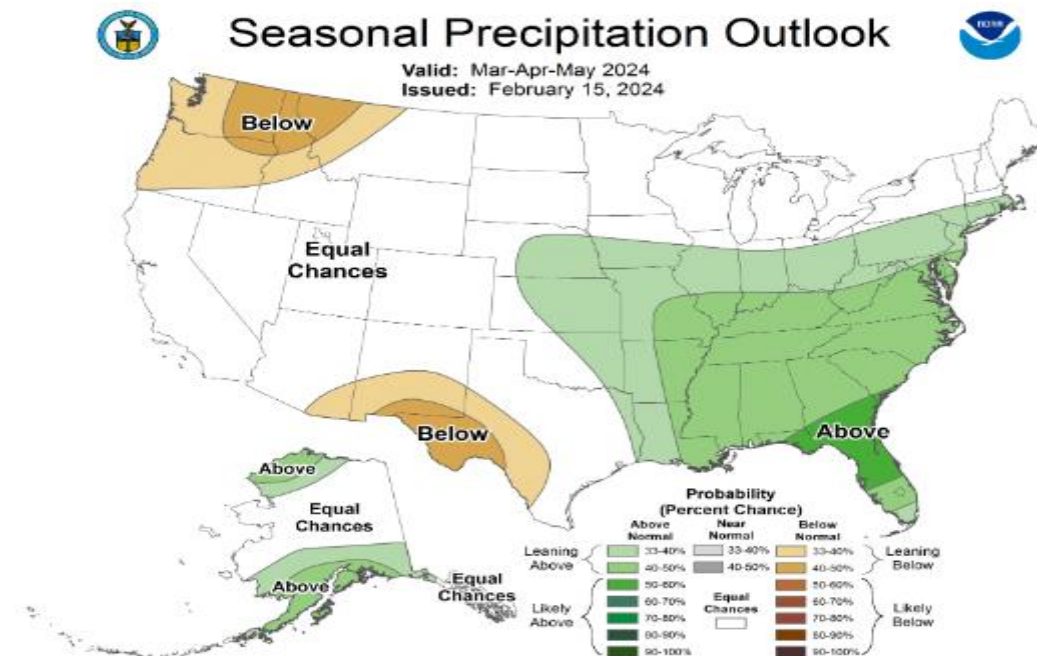 Seasonal Precipitation Outlook
NOAA
Valid: Mar-Apr-May 2024
Issued: February 15, 2024
Below
Equal
Chances
Below
Above
Above
Equal
Chances
Above
Equal
Chances
Probability
(Percent Chance)
Above
Normal
Near
Normal
Below
Normal
Leaning
Above
33-40%
33-40%
33-40%
Leaning
Below
40-50%
40-50%
40-50%
Likely
Above
50-60%
50-60%
Likely
Below
60-70%
Equal
Chances
60-70%
70-80%
70-80%
80-90%
80-90%
90-100%
90-100%